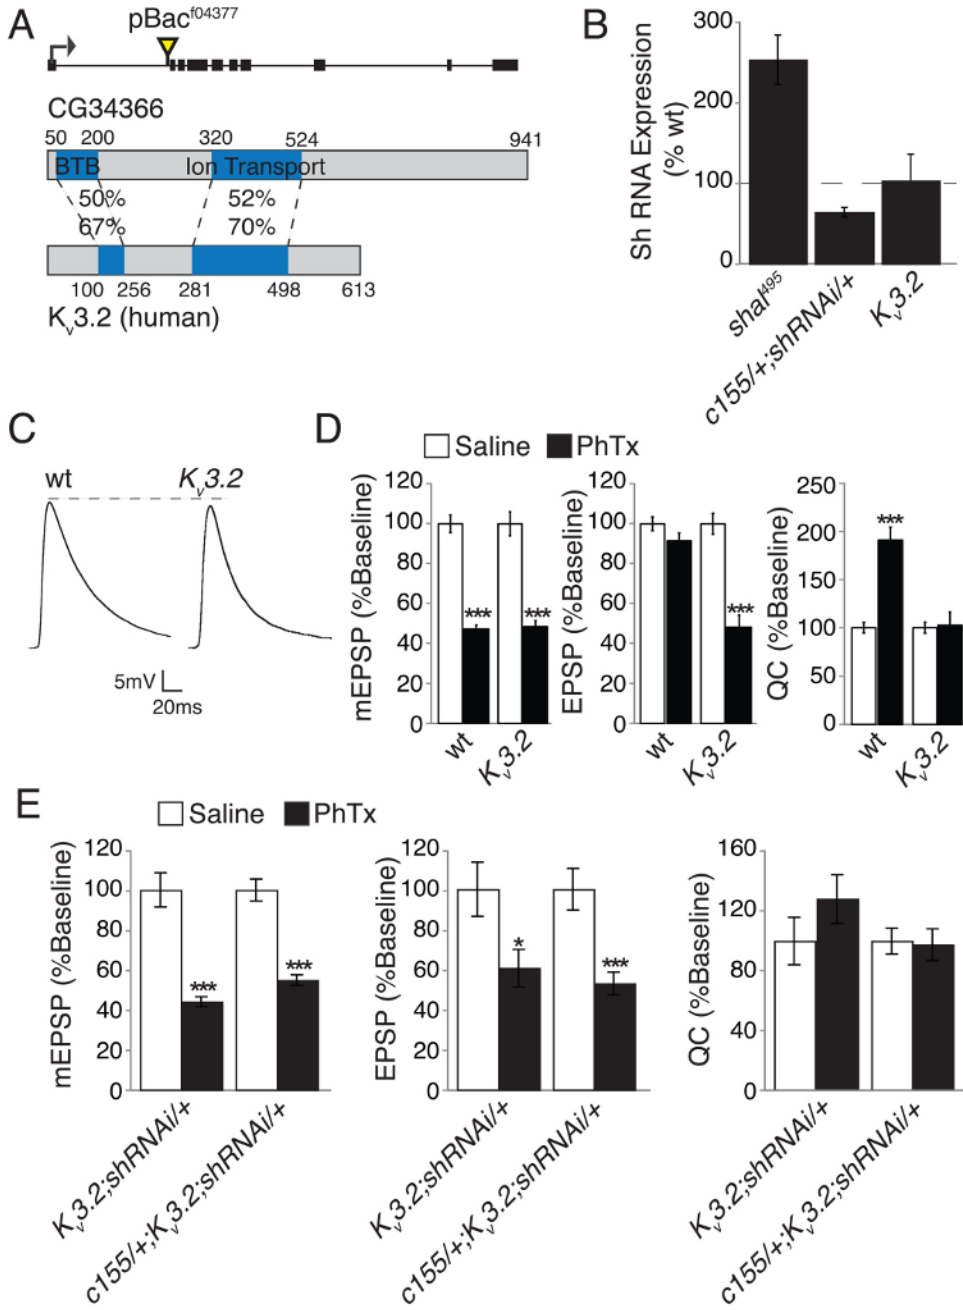 A
pBac^f04377
CG34366
50 200 320 524 941
BTB Ion Transport
50% 52%
67% 70%
100 256 281 498 613
Kv3.2 (human)
B
Sh RNA Expression
(% wt)
300
200
100
0
shal^495
c155/+;shRNAi/+
Kv3.2
C
wt Kv3.2
5mV
20ms
D
Saline PhTx
mEPSP (%Baseline)
120
100
80
60
40
20
0
*** ***
wt
Kv3.2
EPSP (%Baseline)
120
100
80
60
40
20
0
***
wt
Kv3.2
QC (%Baseline)
250
200
150
100
50
0
***
wt
Kv3.2
E
Saline PhTx
mEPSP (%Baseline)
120
100
80
60
40
20
0
*** ***
Kv3.2;shRNAi/+
c155/+;Kv3.2;shRNAi/+
EPSP (%Baseline)
120
100
80
60
40
20
0
* ***
Kv3.2;shRNAi/+
c155/+;Kv3.2;shRNAi/+
QC (%Baseline)
160
120
80
40
0
Kv3.2;shRNAi/+
c155/+;Kv3.2;shRNAi/+